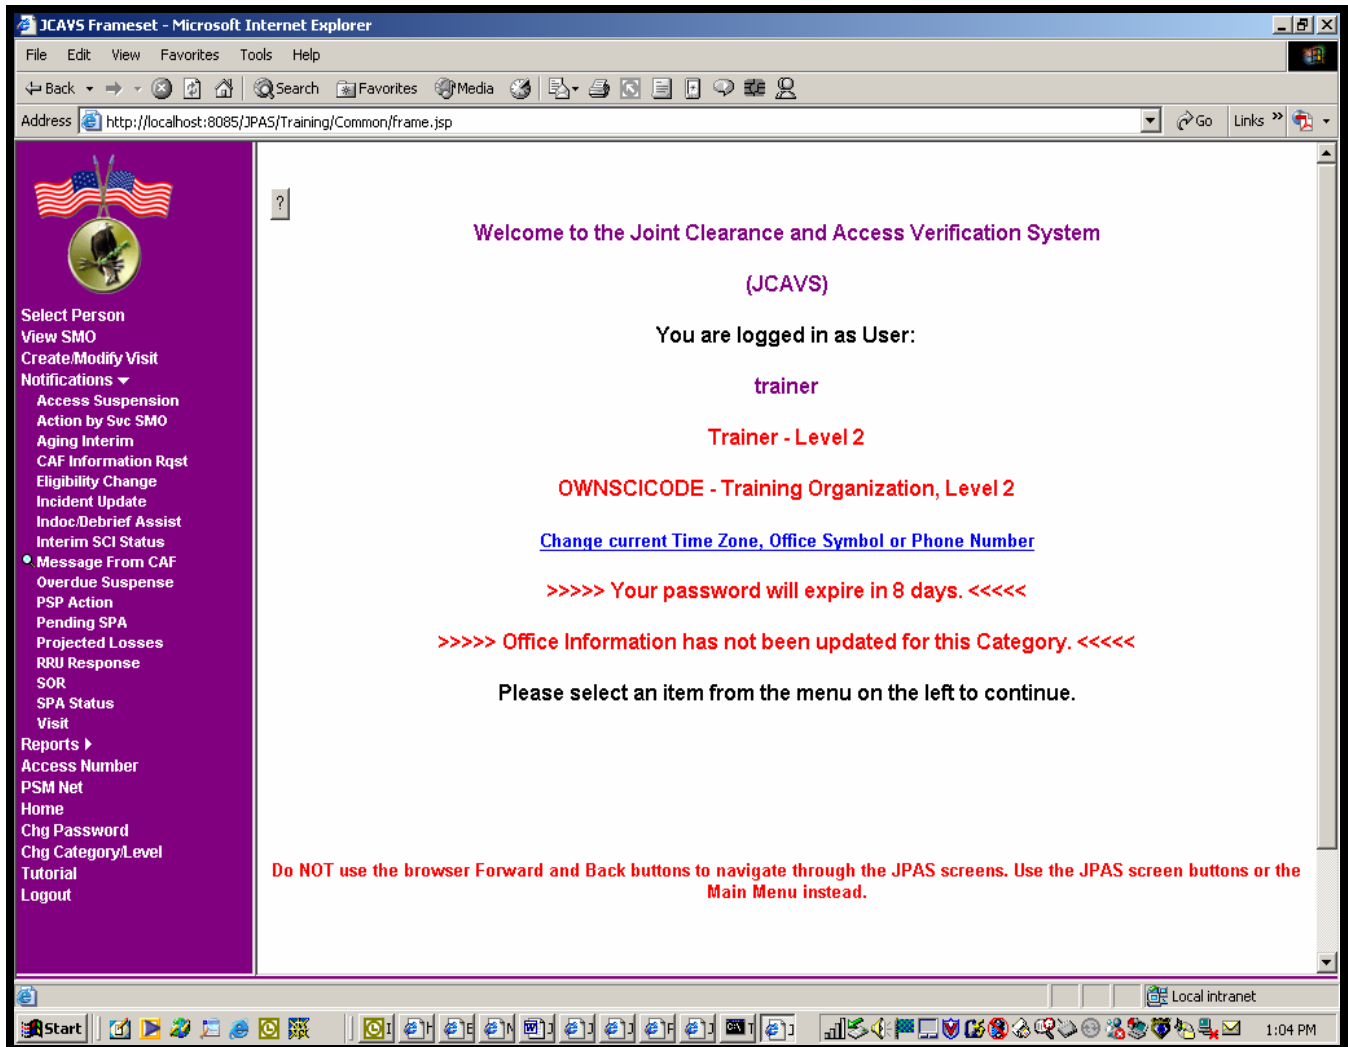 JCAVS Frameset - Microsoft Internet Explorer
File Edit View Favorites Tools Help
Back Search Favorites Media
Address http://localhost:8085/JPAS/Training/Common/frame.jsp Go Links »
?
Welcome to the Joint Clearance and Access Verification System
(JCAVS)
You are logged in as User:
trainer
Trainer - Level 2
OWNSCICODE - Training Organization, Level 2
Change current Time Zone, Office Symbol or Phone Number
>>>>> Your password will expire in 8 days. <<<<<
>>>>> Office Information has not been updated for this Category. <<<<<
Please select an item from the menu on the left to continue.
Do NOT use the browser Forward and Back buttons to navigate through the JPAS screens. Use the JPAS screen buttons or the
Main Menu instead.
Select Person
View SMO
Create/Modify Visit
Notifications
Access Suspension
Action by Svc SMO
Aging Interim
CAF Information Rqst
Eligibility Change
Incident Update
Indoc/Debrief Assist
Interim SCI Status
Message From CAF
Overdue Suspense
PSP Action
Pending SPA
Projected Losses
RRU Response
SOR
SPA Status
Visit
Reports
Access Number
PSM Net
Home
Chg Password
Chg Category/Level
Tutorial
Logout
Local intranet
Start 1:04 PM